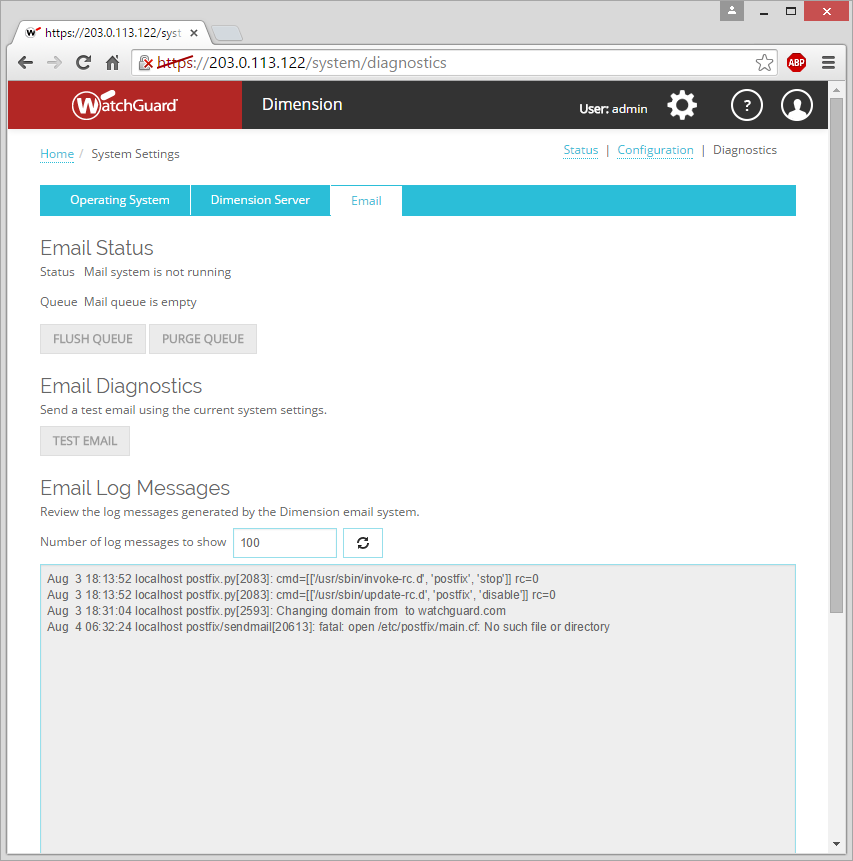 https://203.0.113.122/syst
https://203.0.113.122/system/diagnostics
ABP
WatchGuard
Dimension
User: admin
?
Home / System Settings
Status | Configuration | Diagnostics
Operating System
Dimension Server
Email
Email Status
Status Mail system is not running
Queue Mail queue is empty
FLUSH QUEUE
PURGE QUEUE
Email Diagnostics
Send a test email using the current system settings.
TEST EMAIL
Email Log Messages
Review the log messages generated by the Dimension email system.
Number of log messages to show 100
Aug  3 18:13:52 localhost postfix.py[2083]: cmd=[['/usr/sbin/invoke-rc.d', 'postfix', 'stop']] rc=0
Aug  3 18:13:52 localhost postfix.py[2083]: cmd=[['/usr/sbin/update-rc.d', 'postfix', 'disable']] rc=0
Aug  3 18:31:04 localhost postfix.py[2593]: Changing domain from  to watchguard.com
Aug  4 06:32:24 localhost postfix/sendmail[20613]: fatal: open /etc/postfix/main.cf: No such file or directory